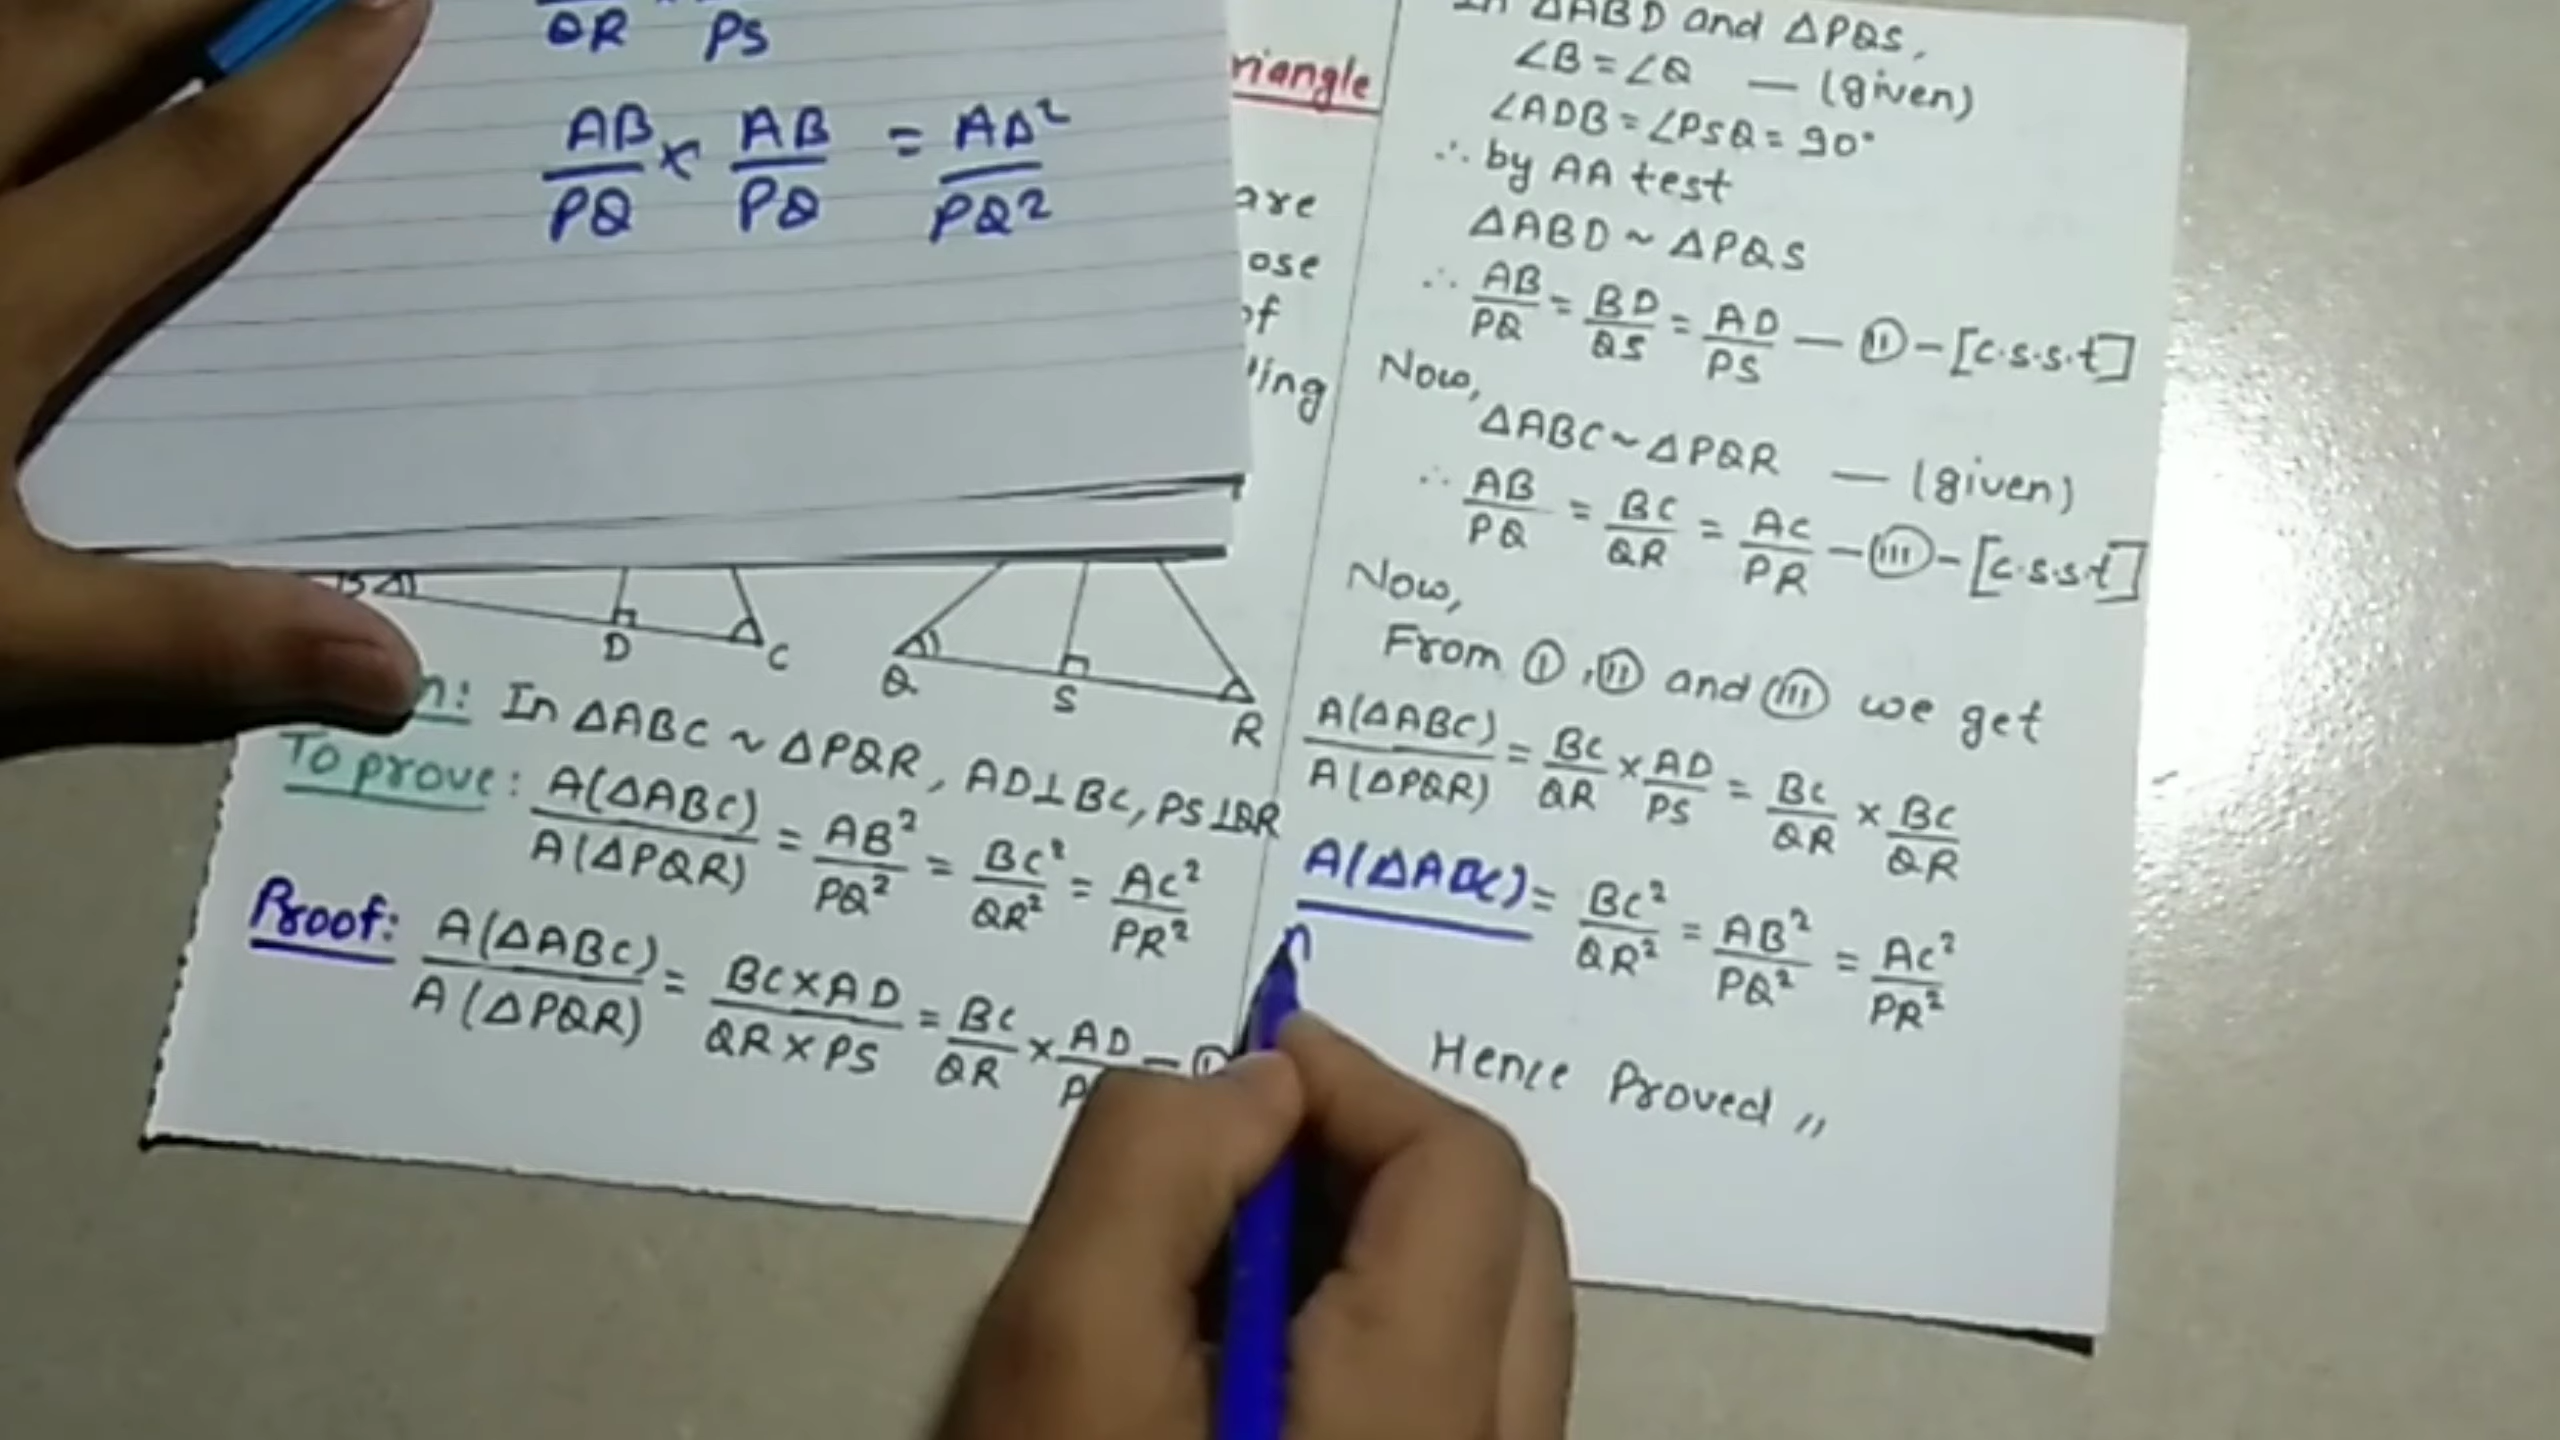 QR PS
AB/PQ × AB/PQ = AD²/PQ²
riangle
are
ose
of
ling
D C
Q S R
n: In ΔABC ~ ΔPQR, AD⊥BC, PS⊥QR
To prove: A(ΔABC)/A(ΔPQR) = AB²/PQ² = BC²/QR² = AC²/PR²
Proof: A(ΔABC)/A(ΔPQR) = BC×AD/QR×PS = BC/QR × AD/P — Ⓘ
In ΔABD and ΔPQS,
∠B = ∠Q — (given)
∠ADB = ∠PSQ = 90°
∴ by AA test
ΔABD ~ ΔPQS
∴ AB/PQ = BD/QS = AD/PS — (II) - [c.s.s.t]
Now,
ΔABC ~ ΔPQR — (given)
∴ AB/PQ = BC/QR = AC/PR — (III) - [c.s.s.t]
Now,
From (I), (II) and (III) we get
A(ΔABC)/A(ΔPQR) = BC/QR × AD/PS = BC/QR × BC/QR
A(ΔABC) = BC²/QR² = AB²/PQ² = AC²/PR²
Hence Proved „